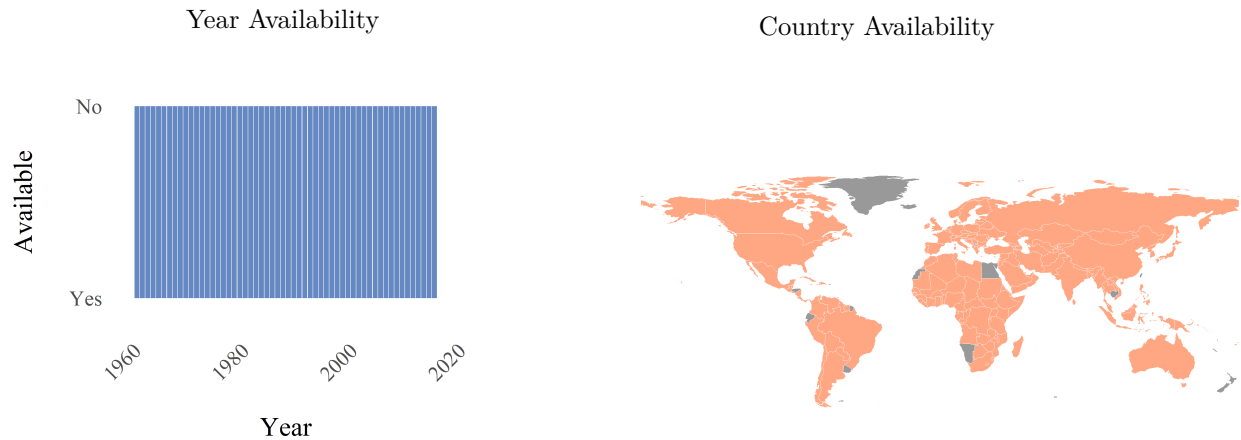 Year Availability
Country Availability
No
Available
Yes
1960
1980
2000
2020
Year